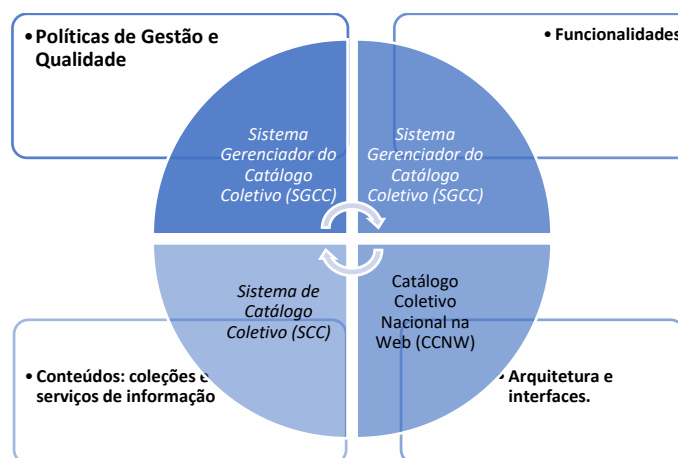 •Políticas de Gestão e
Qualidade
•Funcionalidades
Sistema
Gerenciador do
Catálogo
Coletivo (SGCC)
Sistema
Gerenciador do
Catálogo
Coletivo (SGCC)
Sistema de
Catálogo
Coletivo (SCC)
Catálogo
Coletivo
Nacional na
Web (CCNW)
•Conteúdos: coleções e
serviços de informação
•Arquitetura e
interfaces.